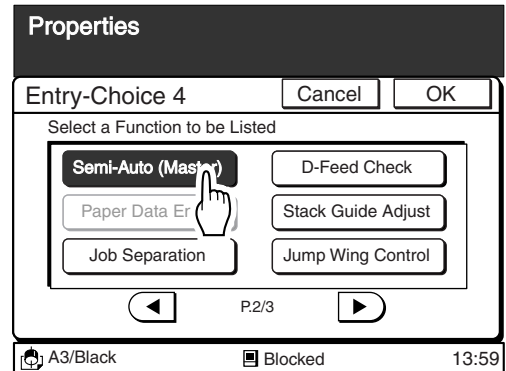 Properties
Entry-Choice 4 Cancel OK
Select a Function to be Listed
Semi-Auto (Master) D-Feed Check
Paper Data Er Stack Guide Adjust
Job Separation Jump Wing Control
P.2/3
A3/Black Blocked 13:59